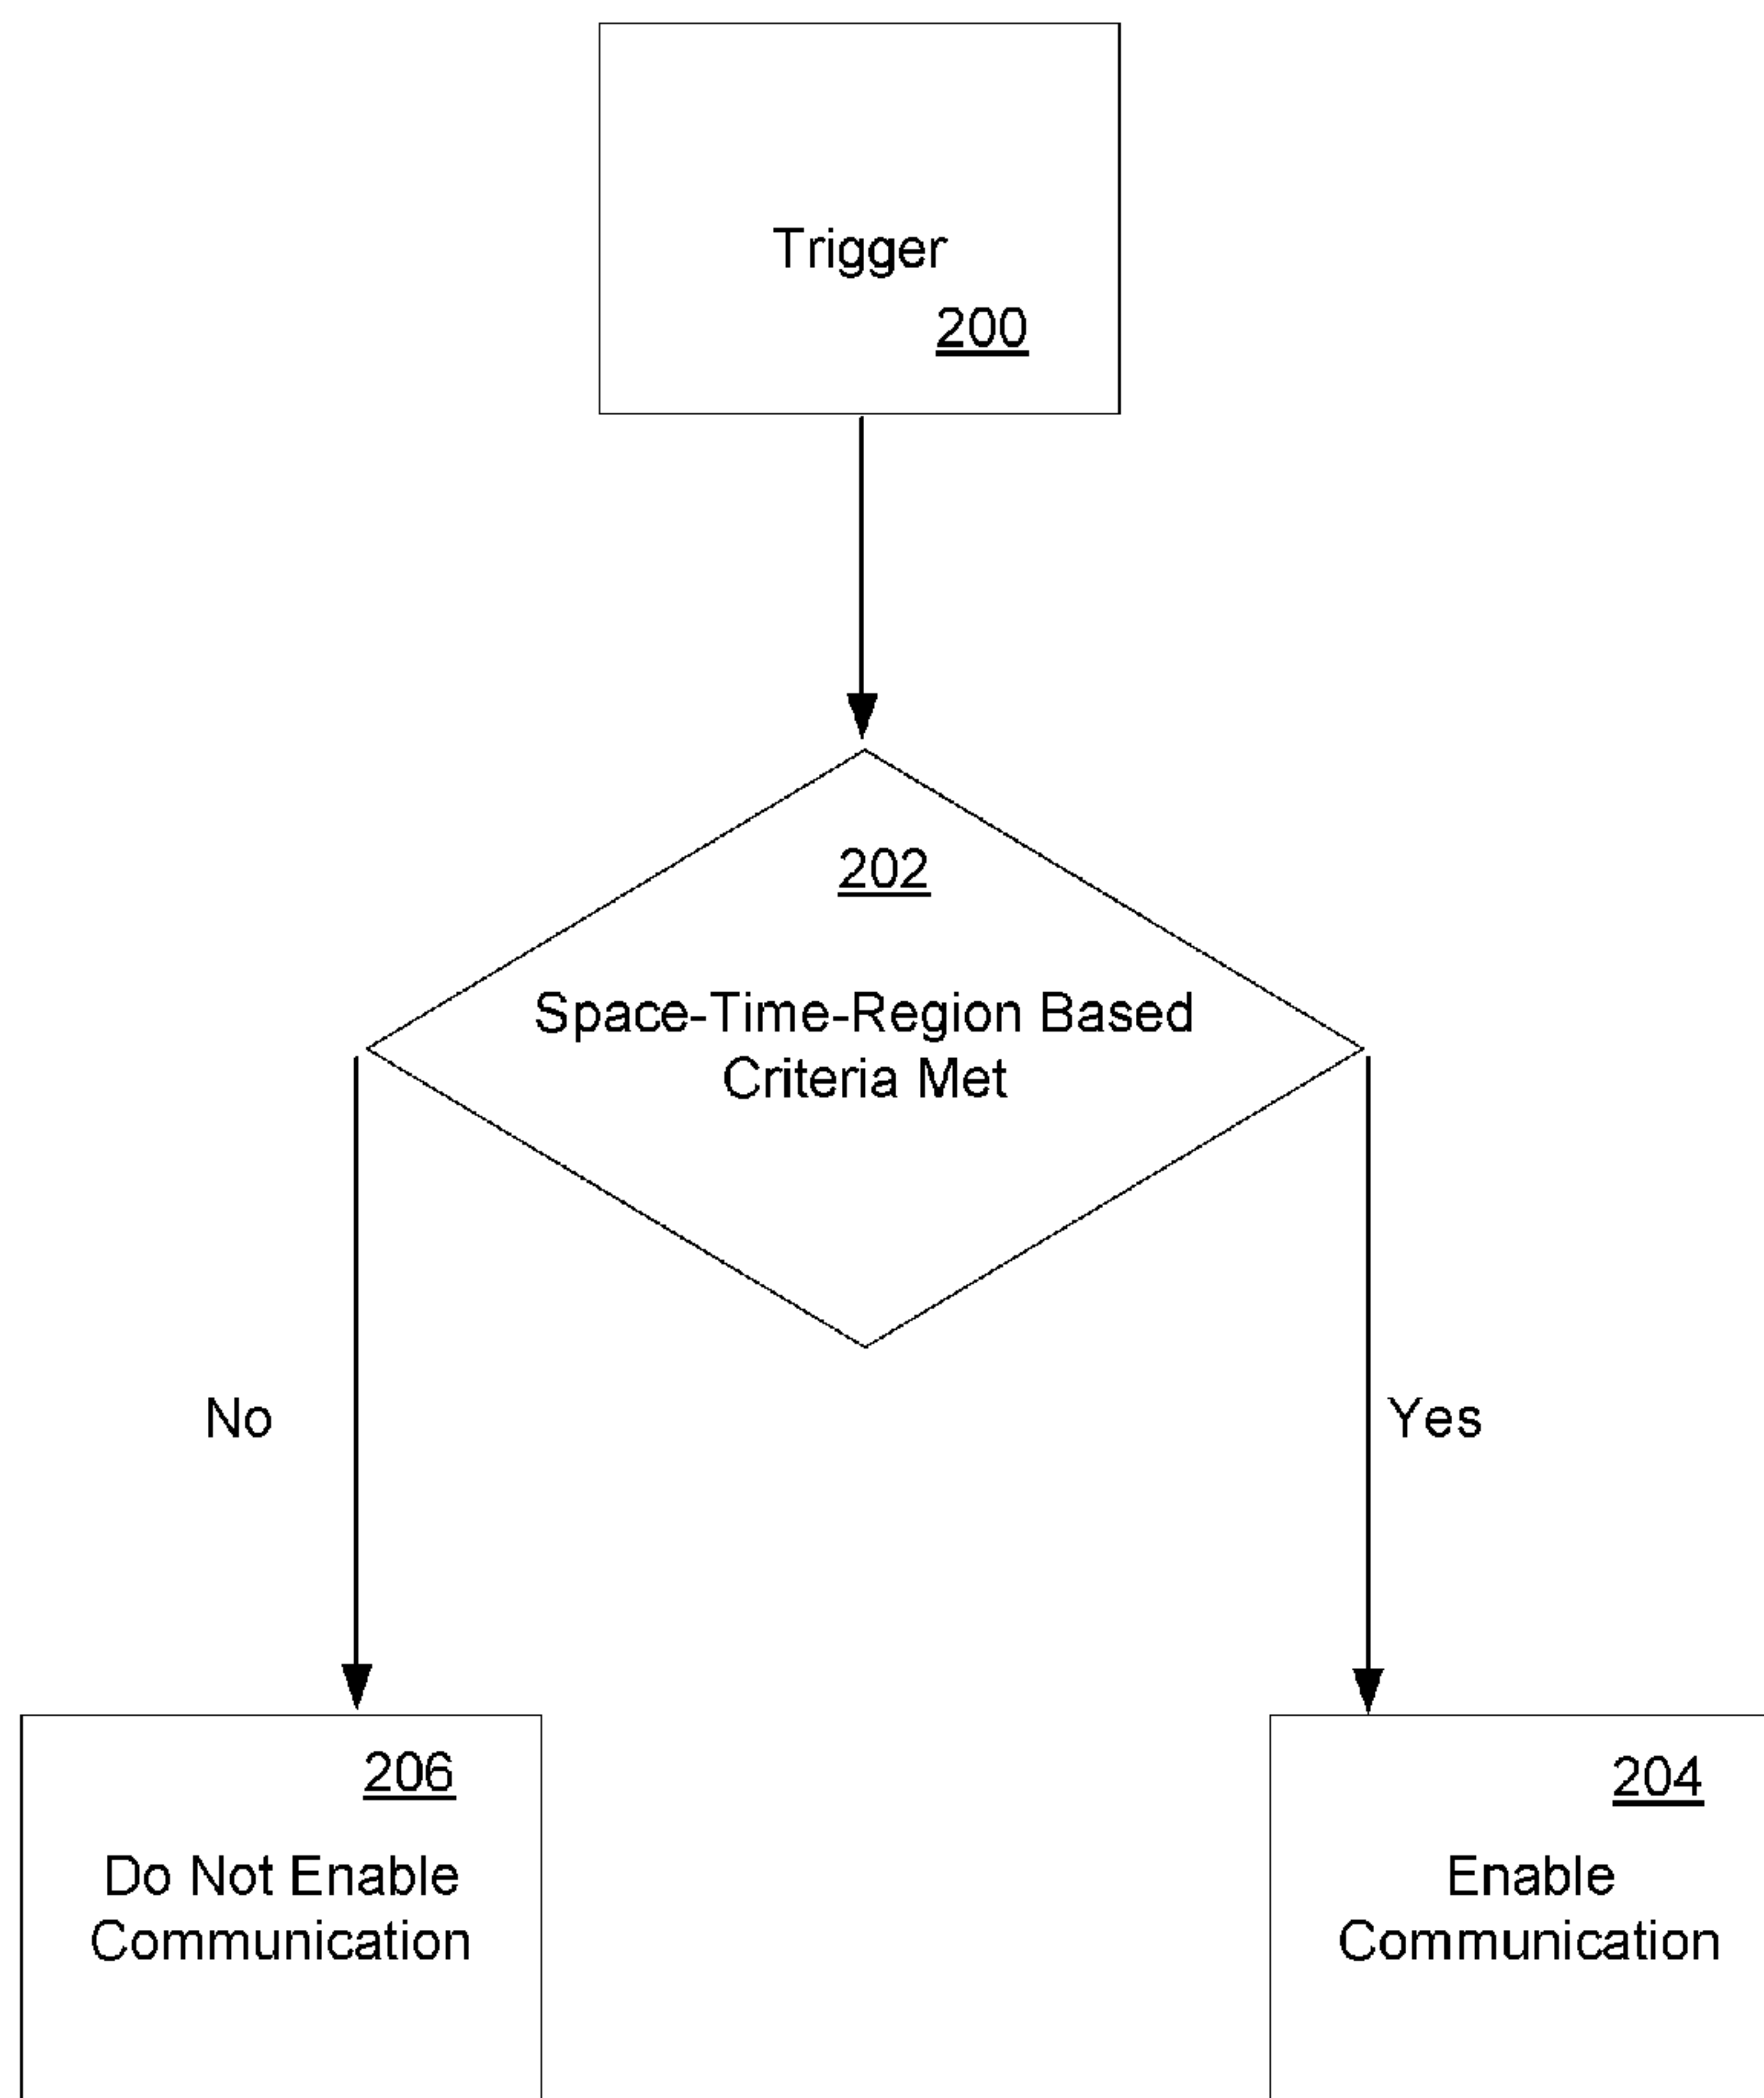 Trigger
200
202
Space-Time-Region Based
Criteria Met
No
Yes
206
Do Not Enable
Communication
204
Enable
Communication